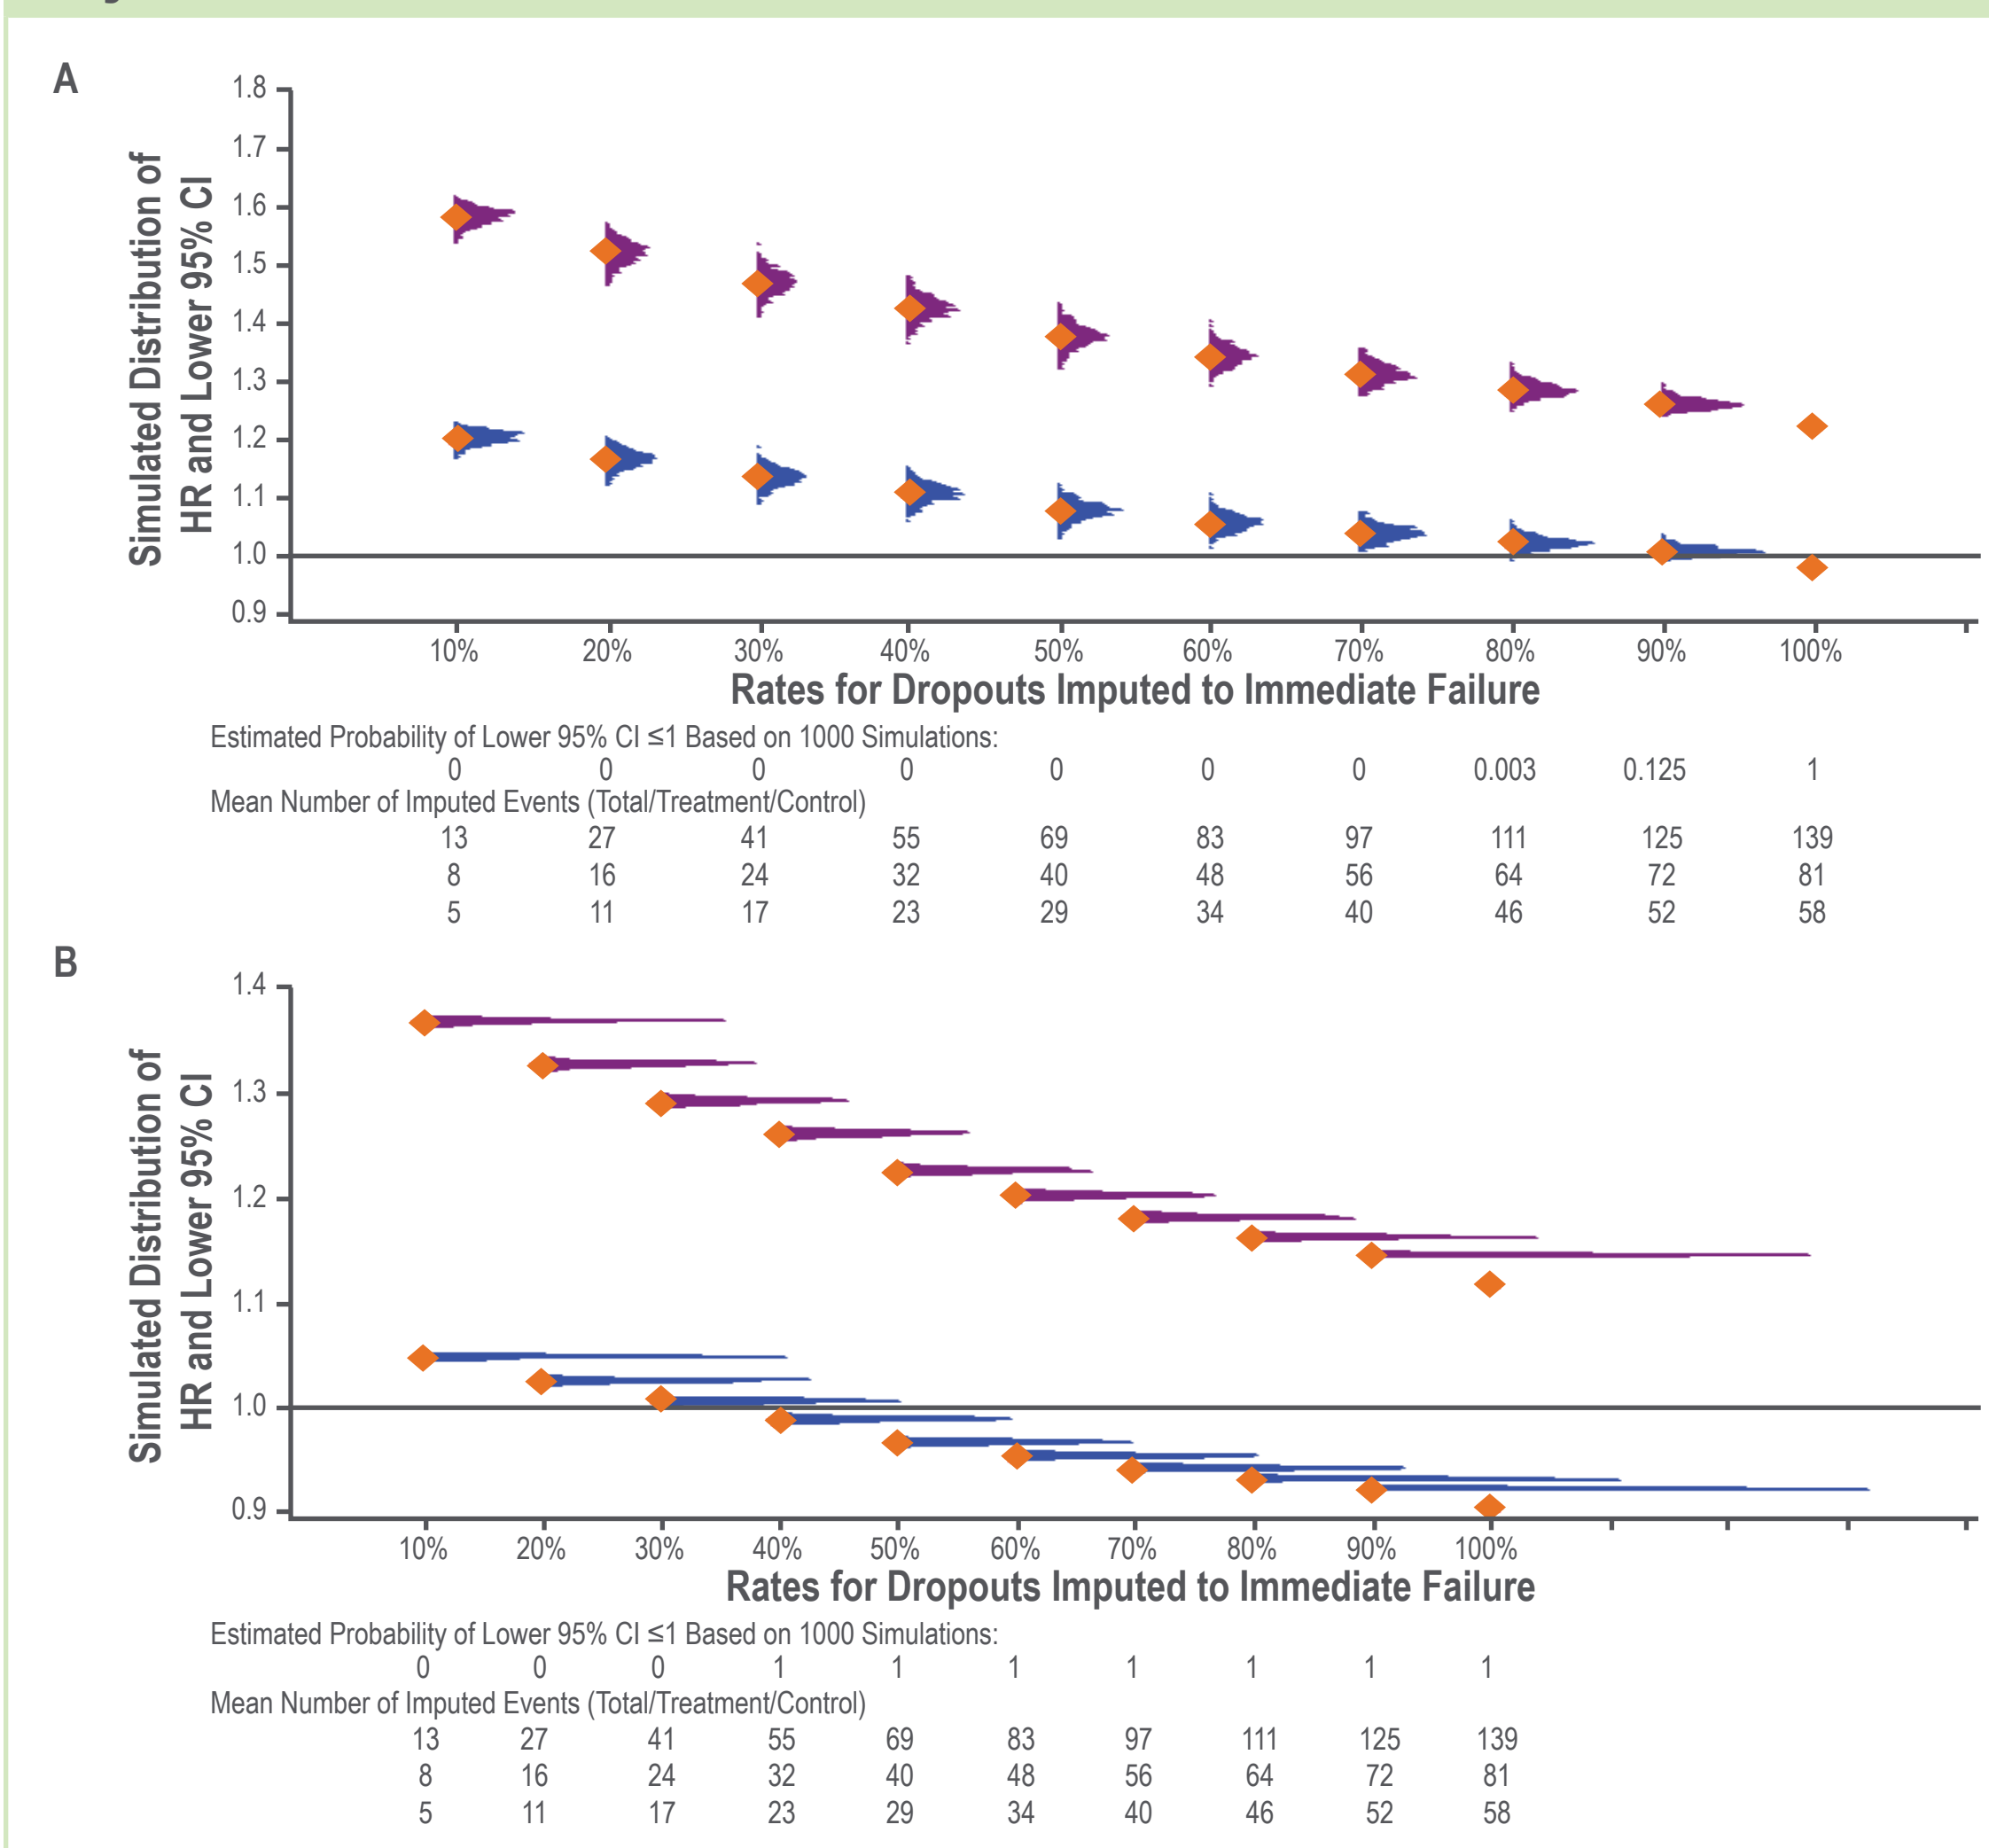 A
Simulated Distribution of
HR and Lower 95% CI
1.8
1.7
1.6
1.5
1.4
1.3
1.2
1.1
1.0
0.9
10% 20% 30% 40% 50% 60% 70% 80% 90% 100%
Rates for Dropouts Imputed to Immediate Failure
Estimated Probability of Lower 95% CI ≤1 Based on 1000 Simulations:
0 0 0 0 0 0 0 0.003 0.125 1
Mean Number of Imputed Events (Total/Treatment/Control)
13 27 41 55 69 83 97 111 125 139
8 16 24 32 40 48 56 64 72 81
5 11 17 23 29 34 40 46 52 58
B
Simulated Distribution of
HR and Lower 95% CI
1.4
1.3
1.2
1.1
1.0
0.9
10% 20% 30% 40% 50% 60% 70% 80% 90% 100%
Rates for Dropouts Imputed to Immediate Failure
Estimated Probability of Lower 95% CI ≤1 Based on 1000 Simulations:
0 0 0 1 1 1 1 1 1 1
Mean Number of Imputed Events (Total/Treatment/Control)
13 27 41 55 69 83 97 111 125 139
8 16 24 32 40 48 56 64 72 81
5 11 17 23 29 34 40 46 52 58